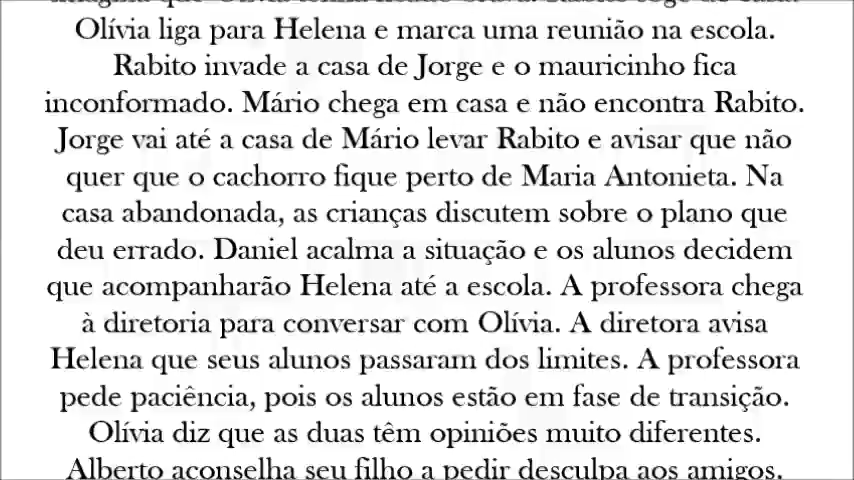 Olívia liga para Helena e marca uma reunião na escola.
Rabito invade a casa de Jorge e o mauricinho fica
inconformado. Mário chega em casa e não encontra Rabito.
Jorge vai até a casa de Mário levar Rabito e avisar que não
quer que o cachorro fique perto de Maria Antonieta. Na
casa abandonada, as crianças discutem sobre o plano que
deu errado. Daniel acalma a situação e os alunos decidem
que acompanharão Helena até a escola. A professora chega
à diretoria para conversar com Olívia. A diretora avisa
Helena que seus alunos passaram dos limites. A professora
pede paciência, pois os alunos estão em fase de transição.
Olívia diz que as duas têm opiniões muito diferentes.
Alberto aconselha seu filho a pedir desculpa aos amigos,